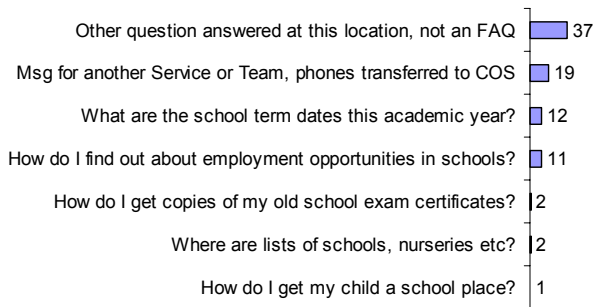 Other question answered at this location, not an FAQ 37
Msg for another Service or Team, phones transferred to COS 19
What are the school term dates this academic year? 12
How do I find out about employment opportunities in schools? 11
How do I get copies of my old school exam certificates? 2
Where are lists of schools, nurseries etc? 2
How do I get my child a school place? 1